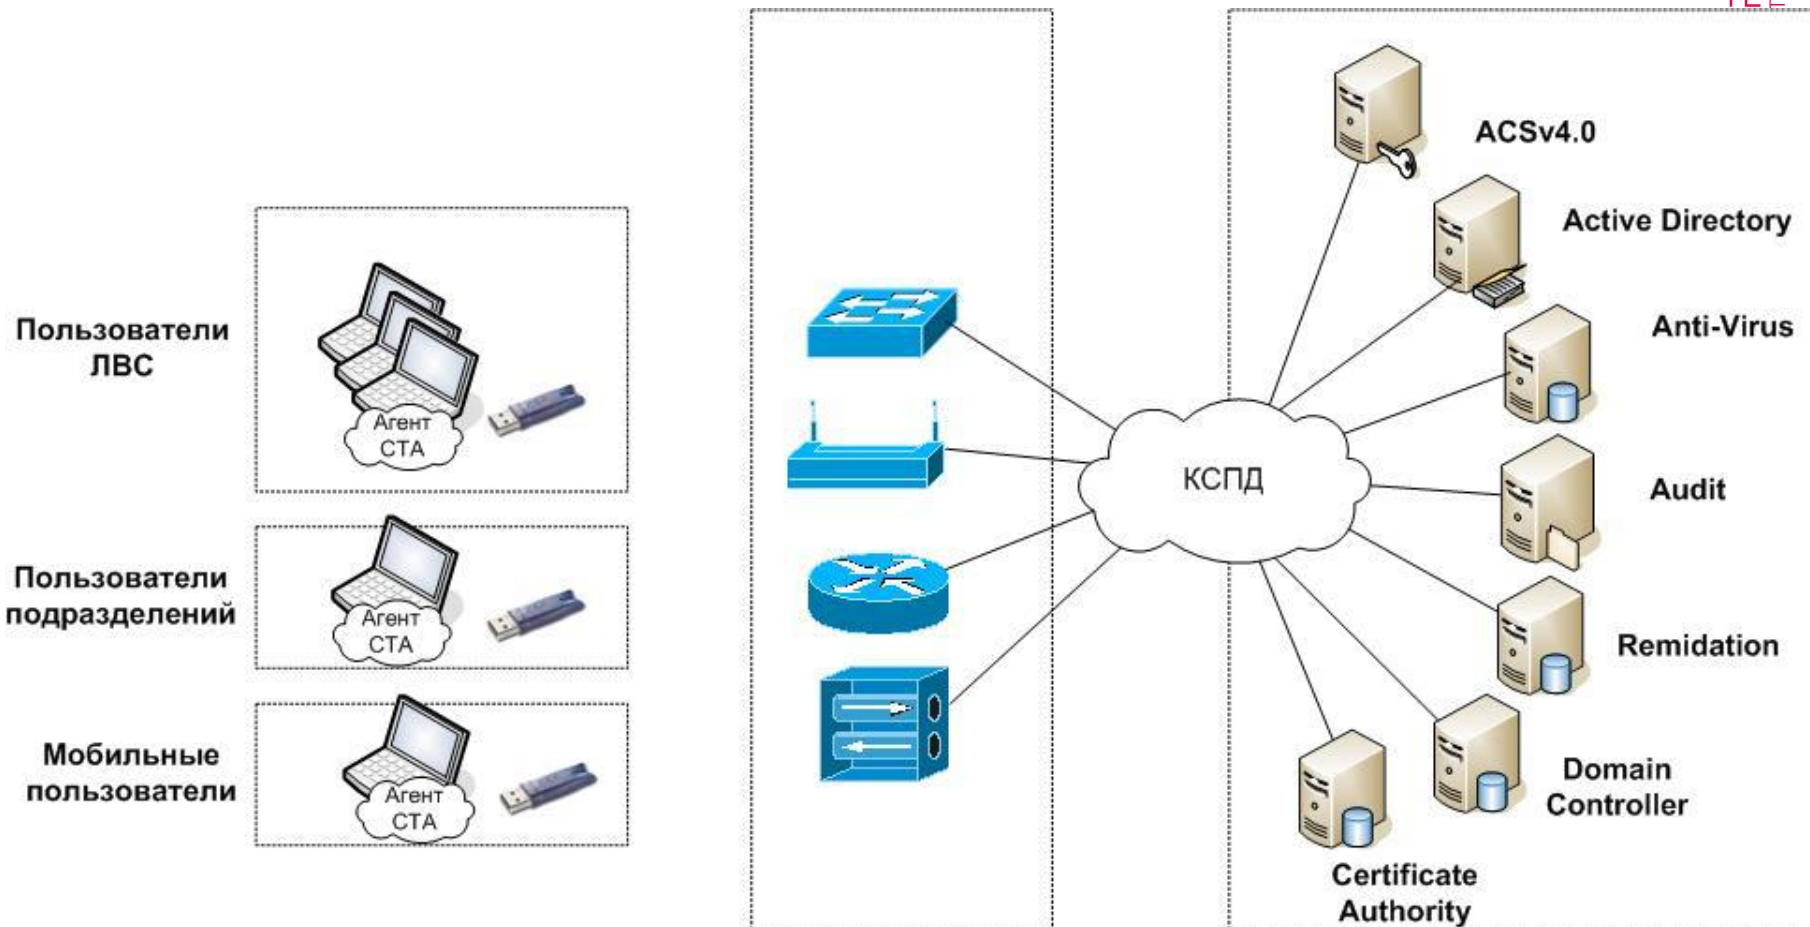 ACSv4.0
Active Directory
Anti-Virus
Audit
Remidation
Domain
Controller
Certificate
Authority
КСПД
Пользователи
ЛВС
Агент
СТА
Пользователи
подразделений
Агент
СТА
Мобильные
пользователи
Агент
СТА